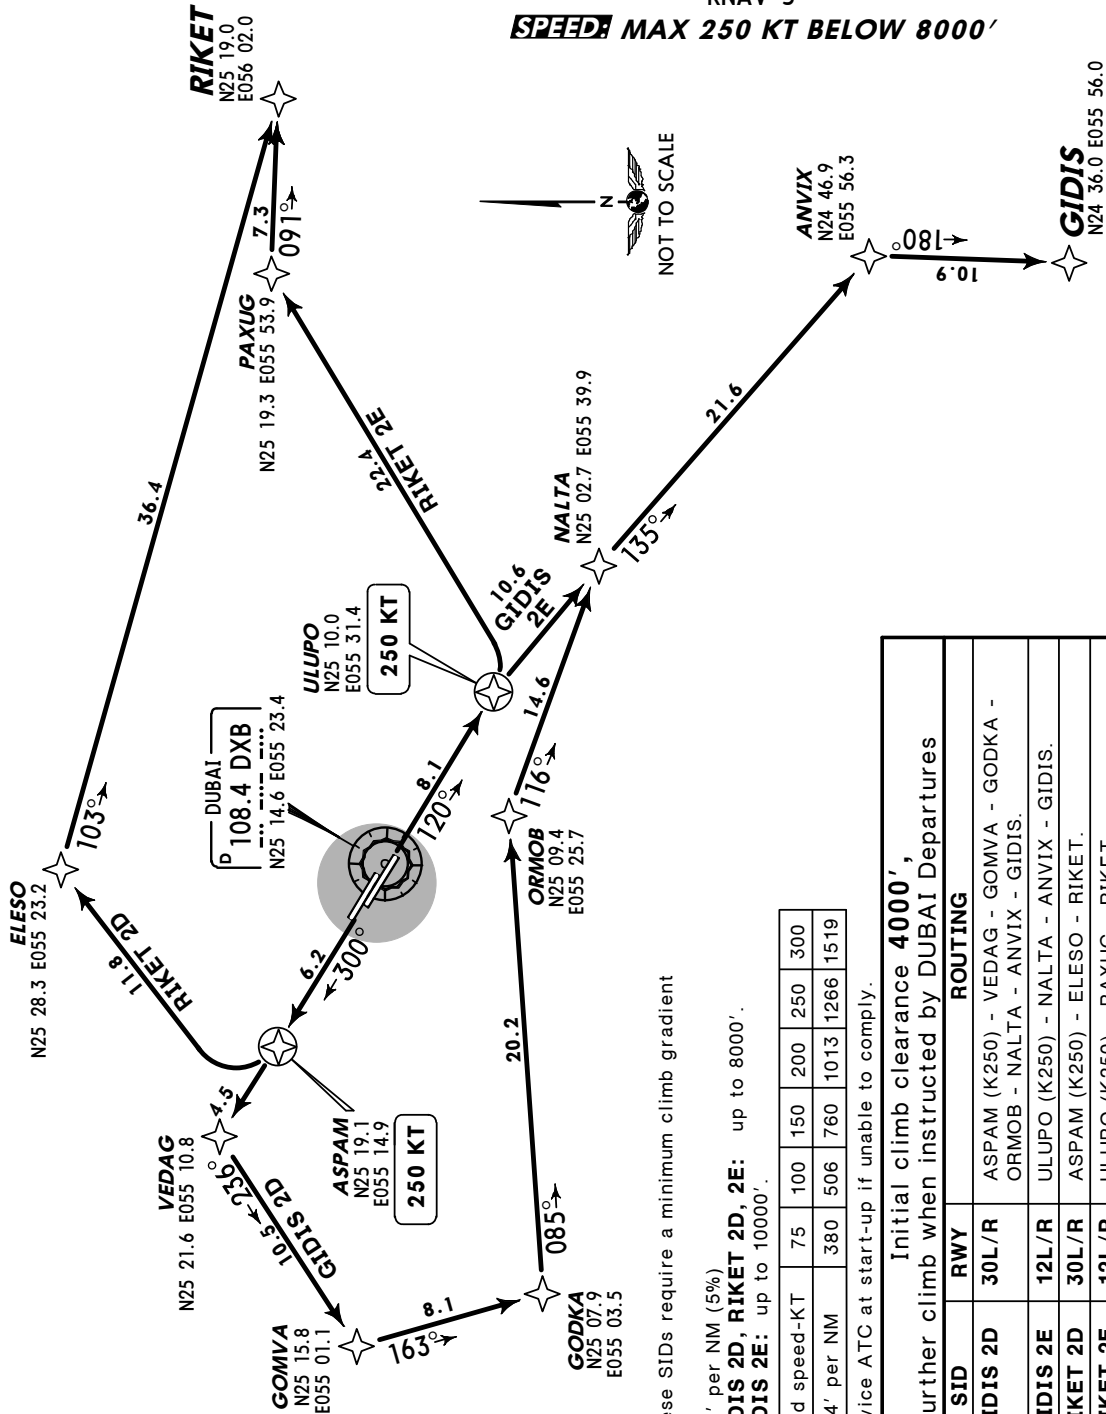 RNAV 5
SPEED: MAX 250 KT BELOW 8000'
RIKET
N25 19.0
E056 02.0
7.3
091°
PAXUG
N25 19.3 E055 53.9
36.4
22.4
RIKET 2E
N
NOT TO SCALE
ANVIX
N24 46.9
E055 56.3
180°
10.9
GIDIS
N24 36.0 E055 56.0
21.6
135°
NALTA
N25 02.7 E055 39.9
10.6
GIDIS
2E
ULUPO
N25 10.0
E055 31.4
250 KT
14.6
116°
ORMOB
N25 09.4
E055 25.7
DUBAI
D 108.4 DXB
N25 14.6 E055 23.4
8.1
120°
ELESO
N25 28.3 E055 23.2
103°
11.8
RIKET 2D
6.2
300°
ASPAM
N25 19.1
E055 14.9
250 KT
4.5
VEDAG
N25 21.6 E055 10.8
236°
10.5
GIDIS 2D
GOMVA
N25 15.8
E055 01.1
8.1
163°
GODKA
N25 07.9
E055 03.5
085°
20.2
ese SIDs require a minimum climb gradient
' per NM (5%)
DIS 2D, RIKET 2D, 2E: up to 8000'.
DIS 2E: up to 10000'.
d speed-KT 75 100 150 200 250 300
4' per NM 380 506 760 1013 1266 1519
vice ATC at start-up if unable to comply.
Initial climb clearance 4000',
urther climb when instructed by DUBAI Departures
SID RWY ROUTING
IDIS 2D 30L/R ASPAM (K250) - VEDAG - GOMVA - GODKA -
ORMOB - NALTA - ANVIX - GIDIS.
IDIS 2E 12L/R ULUPO (K250) - NALTA - ANVIX - GIDIS.
IKET 2D 30L/R ASPAM (K250) - ELESO - RIKET.
IKET 2E 12L/R ULUPO (K250) - PAXUG - RIKET.